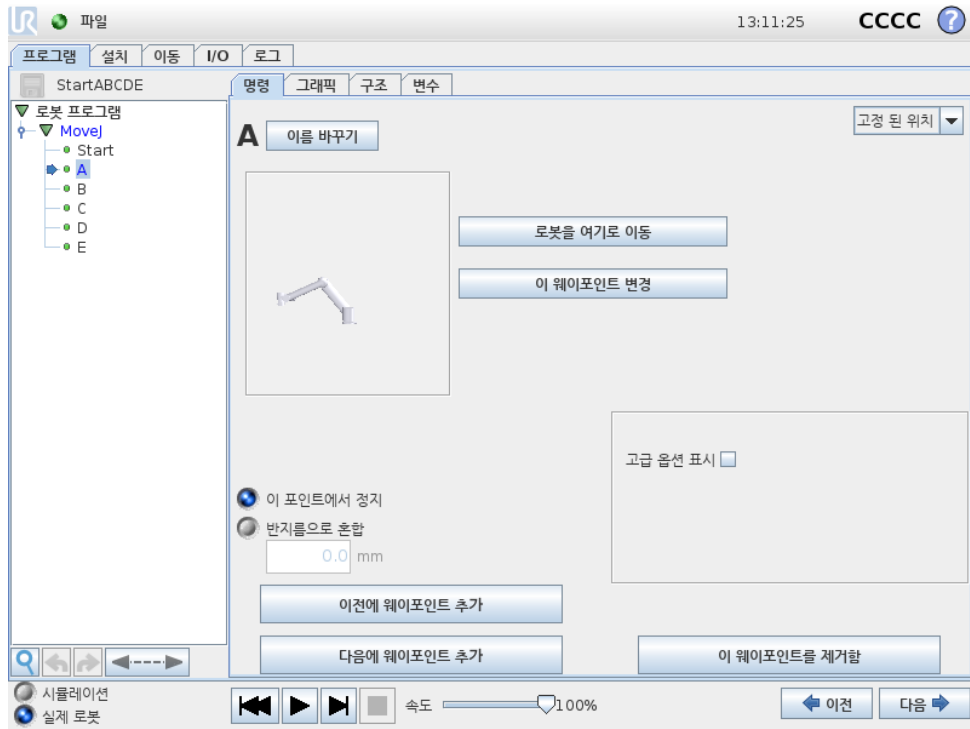 UR 파일 13:11:25 CCCC ?
프로그램 설치 이동 I/O 로그
StartABCDE
명령 그래픽 구조 변수
로봇 프로그램
MoveJ
Start
A
B
C
D
E
A 이름 바꾸기
고정 된 위치
로봇을 여기로 이동
이 웨이포인트 변경
고급 옵션 표시
이 포인트에서 정지
반지름으로 혼합
0.0 mm
이전에 웨이포인트 추가
다음에 웨이포인트 추가
이 웨이포인트를 제거함
시뮬레이션
실제 로봇
속도 100%
이전 다음